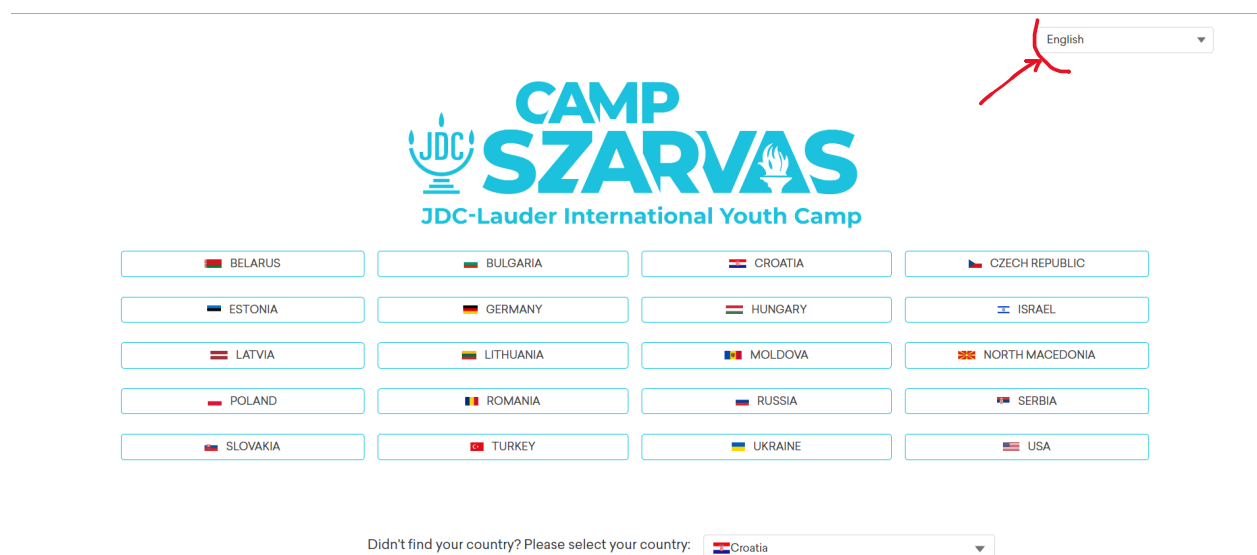 English
CAMP
JDC SZARVAS
JDC-Lauder International Youth Camp
BELARUS BULGARIA CROATIA CZECH REPUBLIC
ESTONIA GERMANY HUNGARY ISRAEL
LATVIA LITHUANIA MOLDOVA NORTH MACEDONIA
POLAND ROMANIA RUSSIA SERBIA
SLOVAKIA TURKEY UKRAINE USA
Didn't find your country? Please select your country: Croatia